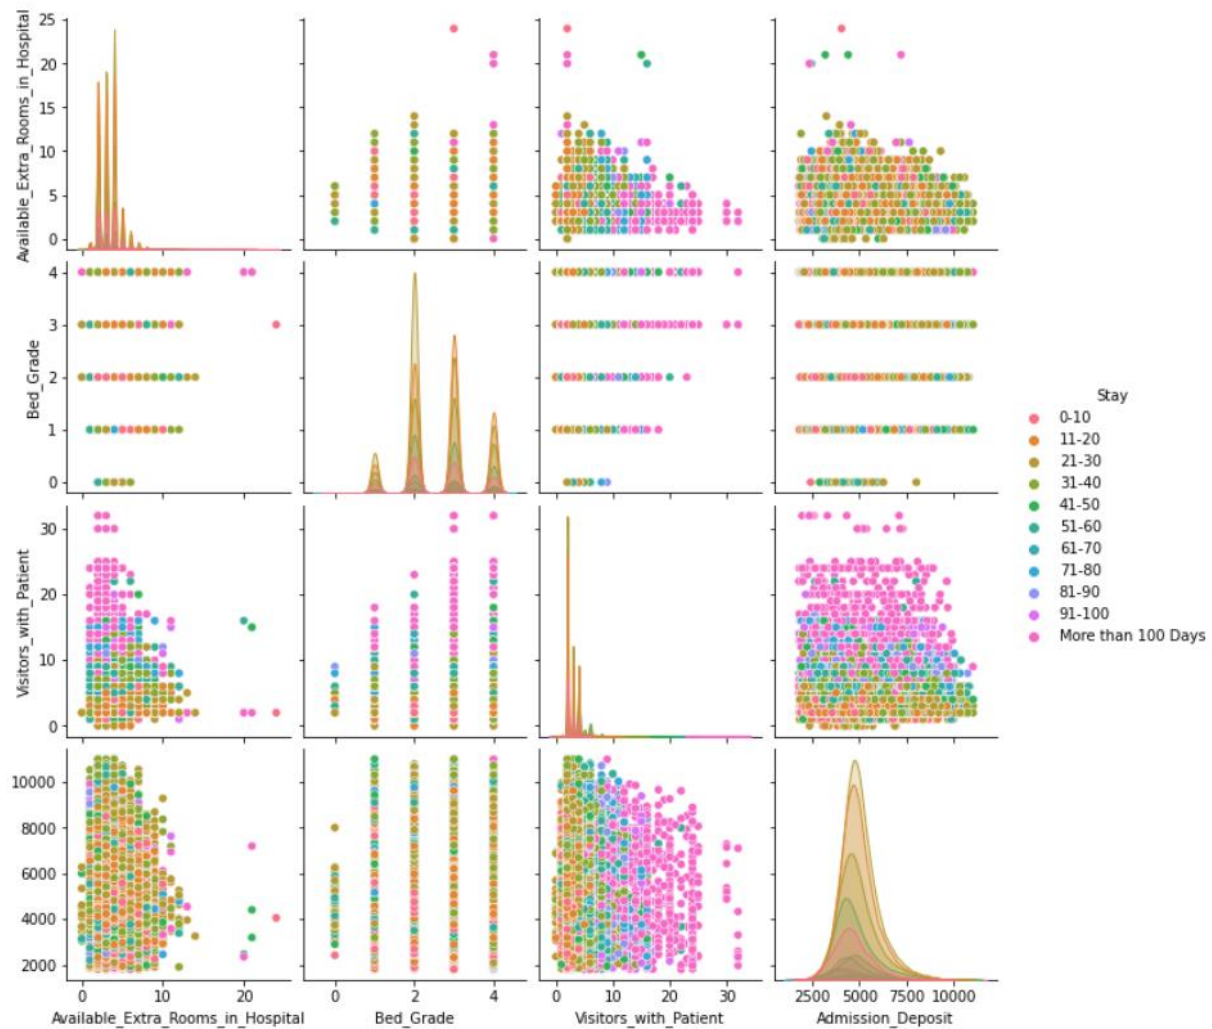 Available_Extra_Rooms_in_Hospital
25
20
15
10
5
0
Bed_Grade
4
3
2
1
0
Visitors_with_Patient
30
20
10
0
10000
8000
6000
4000
2000
0 10 20
Available_Extra_Rooms_in_Hospital
0 2 4
Bed_Grade
0 10 20 30
Visitors_with_Patient
2500 5000 7500 10000
Admission_Deposit
Stay
0-10
11-20
21-30
31-40
41-50
51-60
61-70
71-80
81-90
91-100
More than 100 Days